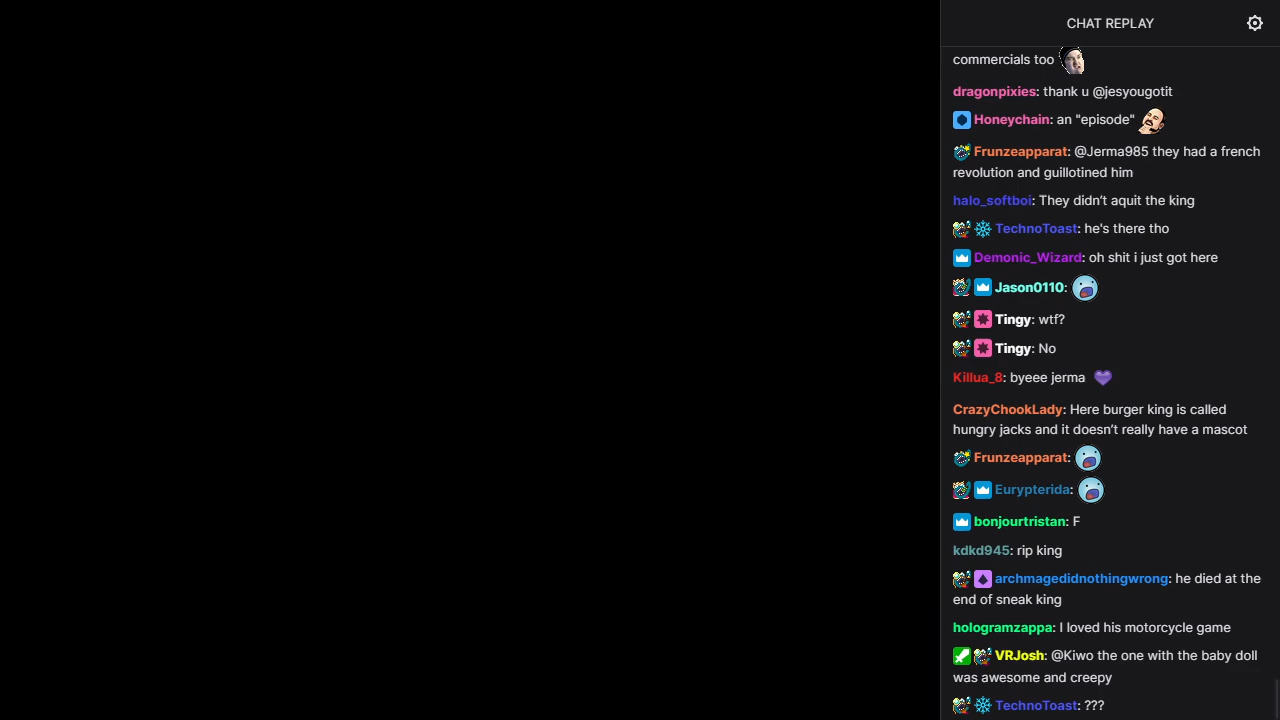 CHAT REPLAY
commercials too
dragonpixies: thank u @jesyougotit
Honeychain: an "episode"
Frunzeapparat: @Jerma985 they had a french
revolution and guillotined him
halo_softboi: They didn't aquit the king
TechnoToast: he's there tho
Demonic_Wizard: oh shit i just got here
Jason0110:
Tingy: wtf?
Tingy: No
Killua_8: byeee jerma
CrazyChookLady: Here burger king is called
hungry jacks and it doesn't really have a mascot
Frunzeapparat:
Eurypterida:
bonjourtristan: F
kdkd945: rip king
archmagedidnothingwrong: he died at the
end of sneak king
hologramzappa: I loved his motorcycle game
VRJosh: @Kiwo the one with the baby doll
was awesome and creepy
TechnoToast: ???